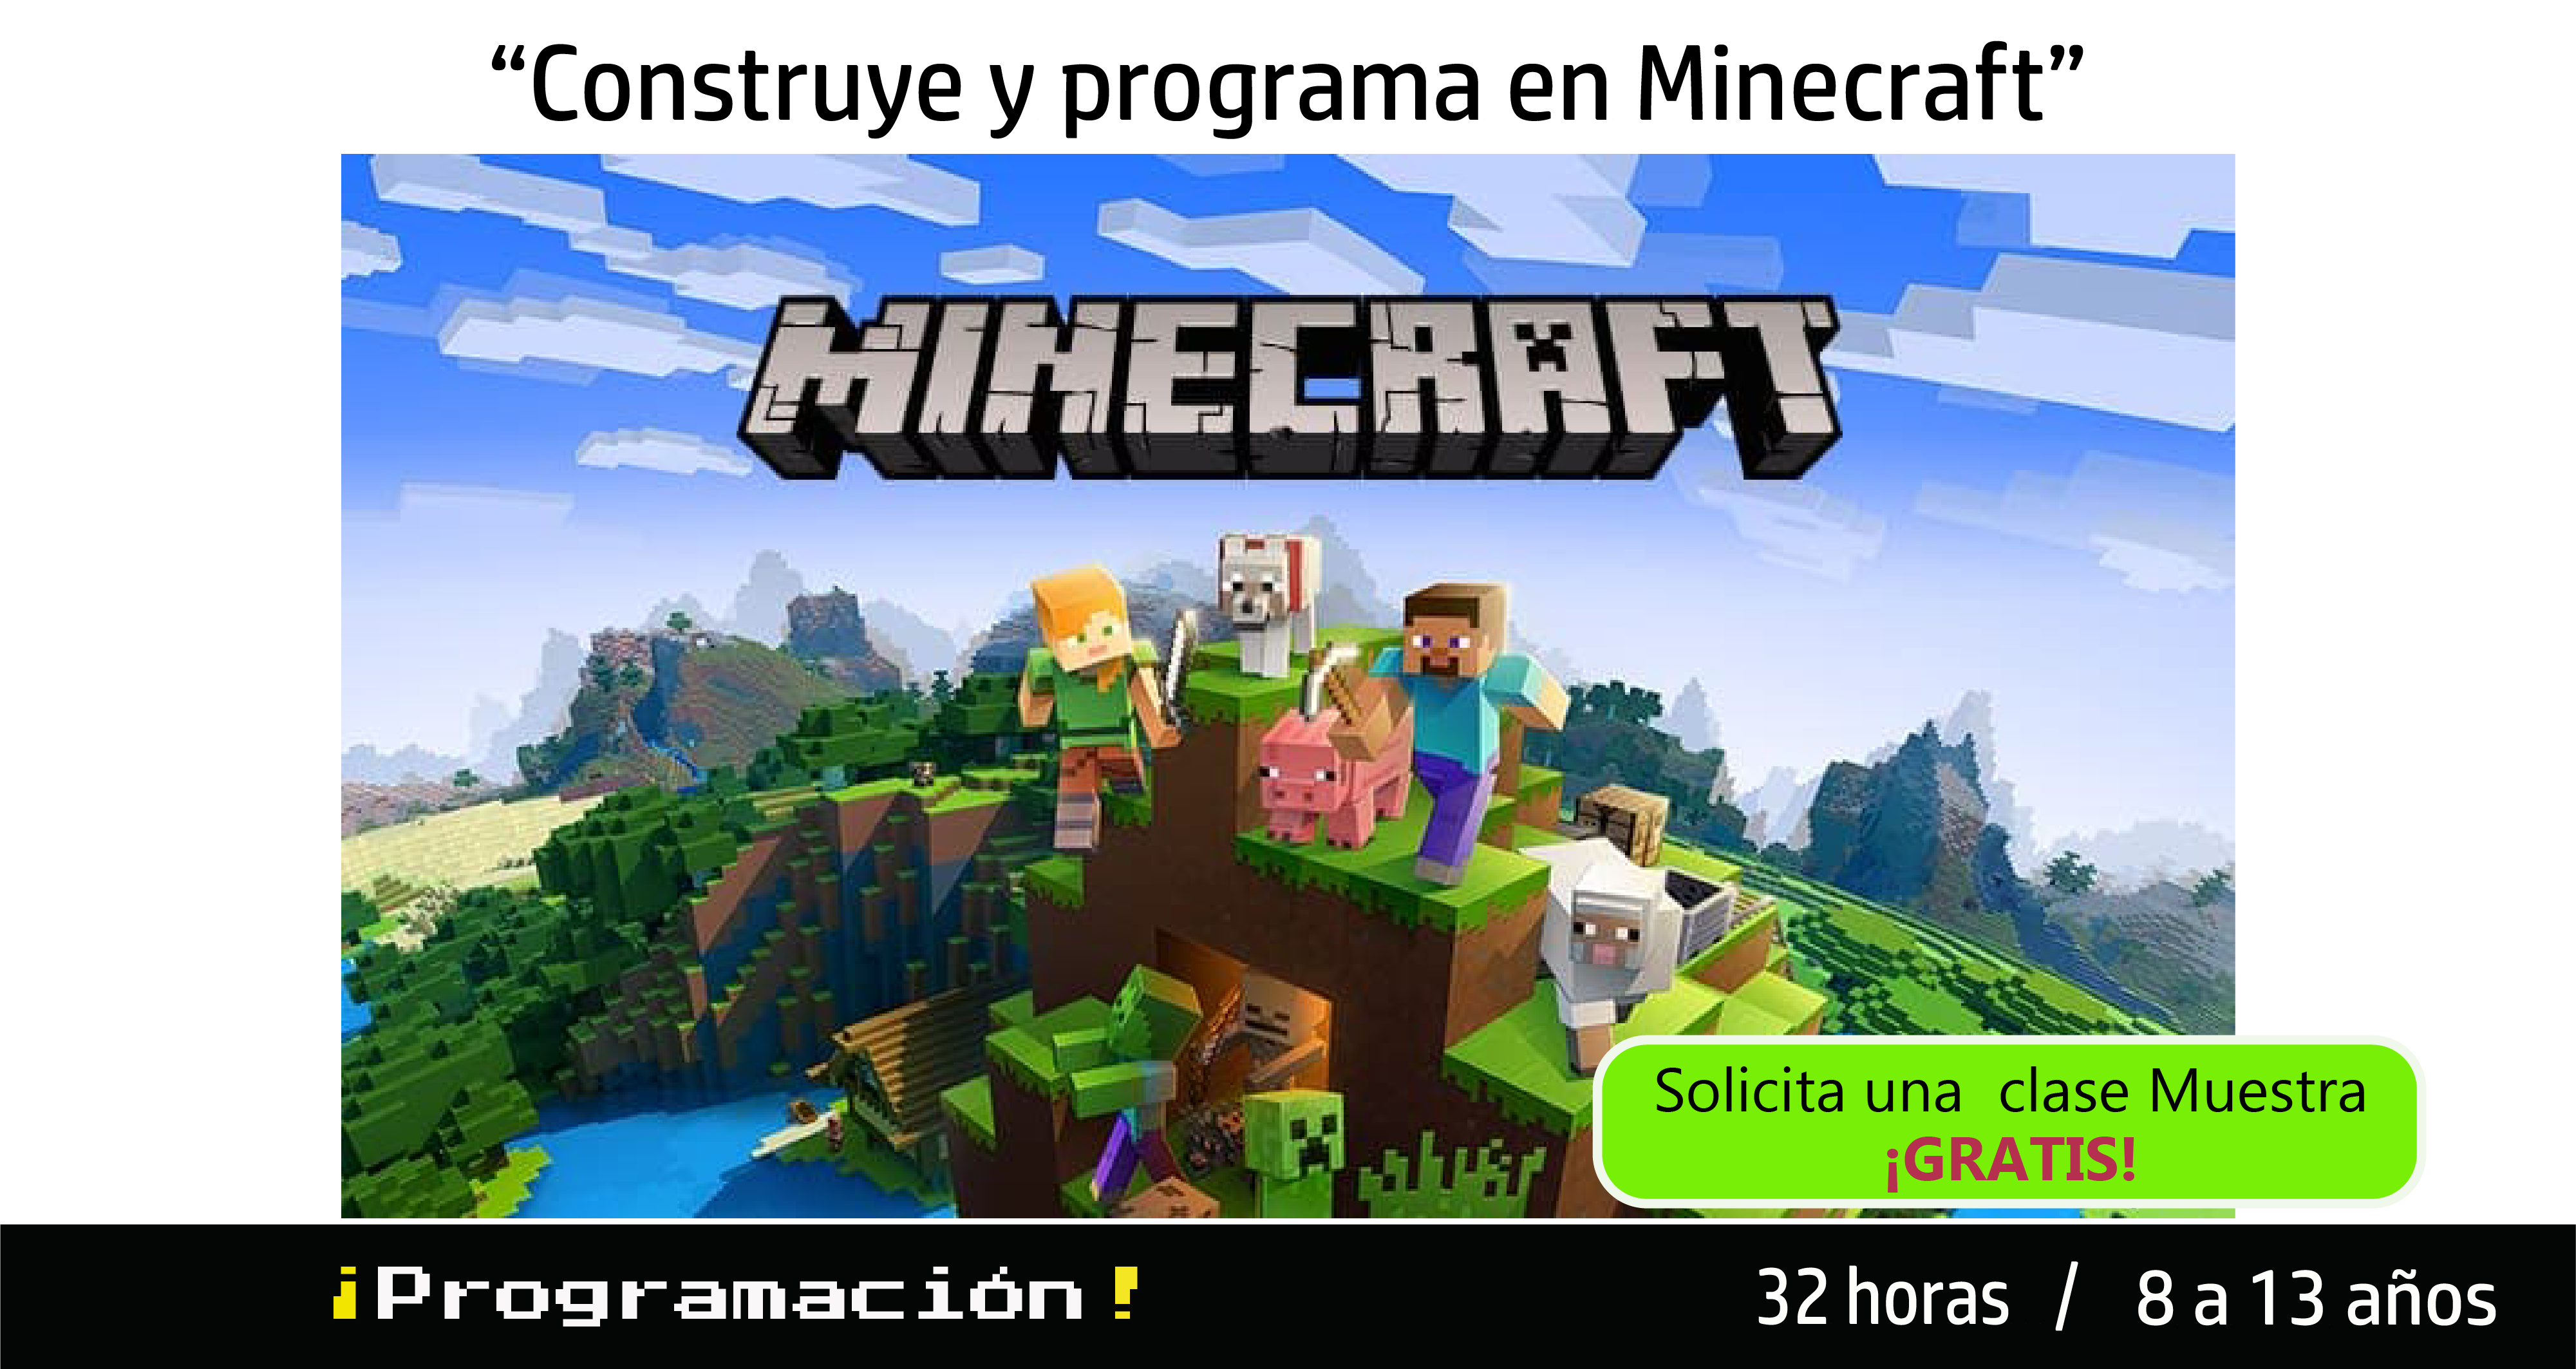 “Construye y programa en Minecraft”
MINECRAFT
Solicita una clase Muestra
¡GRATIS!
¡Programación!
32 horas / 8 a 13 años